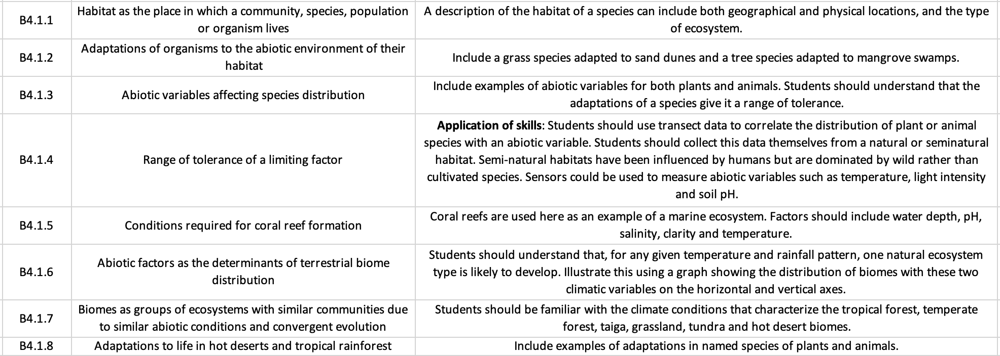 B4.1.1
Habitat as the place in which a community, species, population
or organism lives
A description of the habitat of a species can include both geographical and physical locations, and the type
of ecosystem.
B4.1.2
Adaptations of organisms to the abiotic environment of their
habitat
Include a grass species adapted to sand dunes and a tree species adapted to mangrove swamps.
B4.1.3
Abiotic variables affecting species distribution
Include examples of abiotic variables for both plants and animals. Students should understand that the
adaptations of a species give it a range of tolerance.
B4.1.4
Range of tolerance of a limiting factor
Application of skills: Students should use transect data to correlate the distribution of plant or animal
species with an abiotic variable. Students should collect this data themselves from a natural or seminatural
habitat. Semi-natural habitats have been influenced by humans but are dominated by wild rather than
cultivated species. Sensors could be used to measure abiotic variables such as temperature, light intensity
and soil pH.
B4.1.5
Conditions required for coral reef formation
Coral reefs are used here as an example of a marine ecosystem. Factors should include water depth, pH,
salinity, clarity and temperature.
B4.1.6
Abiotic factors as the determinants of terrestrial biome
distribution
Students should understand that, for any given temperature and rainfall pattern, one natural ecosystem
type is likely to develop. Illustrate this using a graph showing the distribution of biomes with these two
climatic variables on the horizontal and vertical axes.
B4.1.7
Biomes as groups of ecosystems with similar communities due
to similar abiotic conditions and convergent evolution
Students should be familiar with the climate conditions that characterize the tropical forest, temperate
forest, taiga, grassland, tundra and hot desert biomes.
B4.1.8
Adaptations to life in hot deserts and tropical rainforest
Include examples of adaptations in named species of plants and animals.